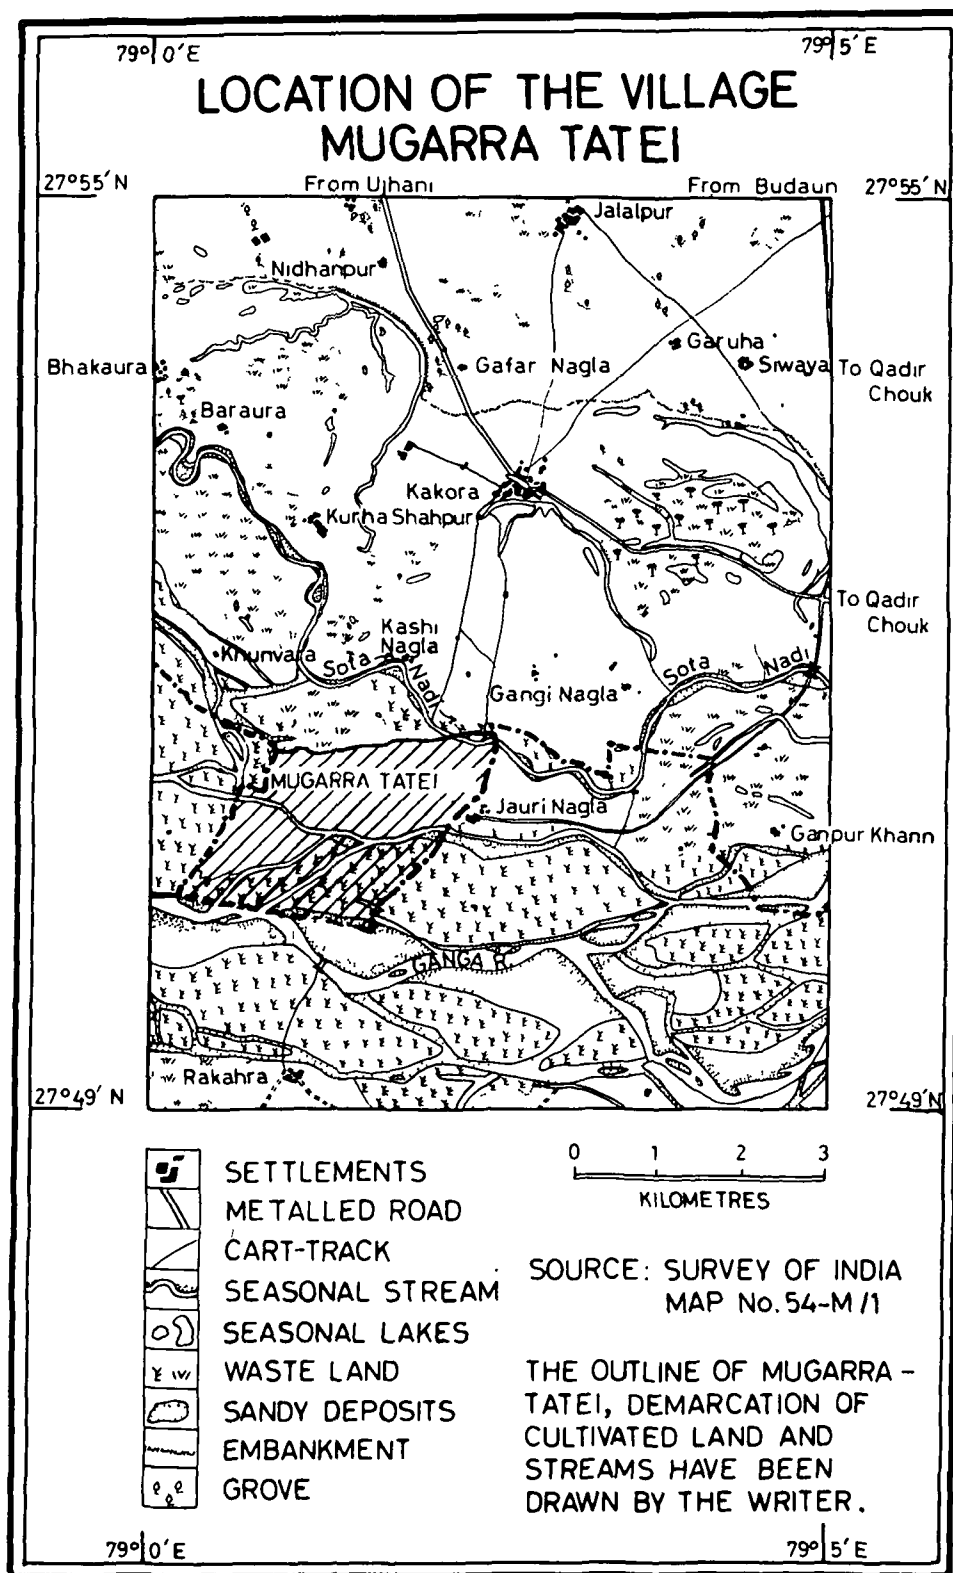 79° 0'E
79° 5'E
LOCATION OF THE VILLAGE
MUGARRA TATEI
27°55'N
From Ujhani
From Budaun
27°55'N
Jalalpur
Nidhanpur
Garuha
Bhakaura
Gafar Nagla
Siwaya
To Qadir
Chouk
Baraura
Kakora
Kurha Shahpur
To Qadir
Chouk
Kashi
Nagla
Khunvara
Sota
Nadi
Sota
Nadi
Gangi Nagla
MUGARRA TATEI
Jauri Nagla
Ganpur Khann
GANGA R
Rakahra
27°49'N
27°49'N
SETTLEMENTS
METALLED ROAD
CART-TRACK
SEASONAL STREAM
SEASONAL LAKES
WASTE LAND
SANDY DEPOSITS
EMBANKMENT
GROVE
0 1 2 3
KILOMETRES
SOURCE: SURVEY OF INDIA
MAP No. 54-M/1
THE OUTLINE OF MUGARRA-
TATEI, DEMARCATION OF
CULTIVATED LAND AND
STREAMS HAVE BEEN
DRAWN BY THE WRITER.
79° 0'E
79° 5'E